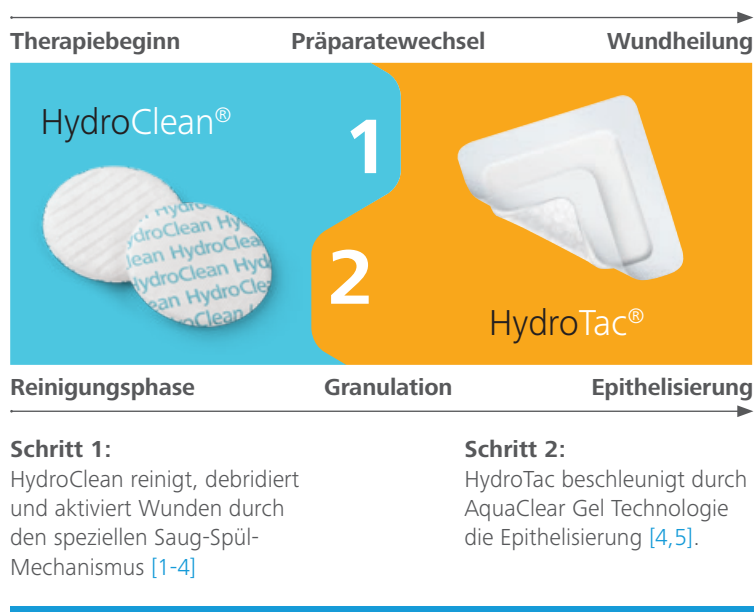 Therapiebeginn Präparatewechsel Wundheilung
HydroClean®
1
2
HydroTac®
Reinigungsphase Granulation Epithelisierung
Schritt 1:
HydroClean reinigt, debridiert
und aktiviert Wunden durch
den speziellen Saug-Spül-
Mechanismus [1-4]
Schritt 2:
HydroTac beschleunigt durch
AquaClear Gel Technologie
die Epithelisierung [4,5].